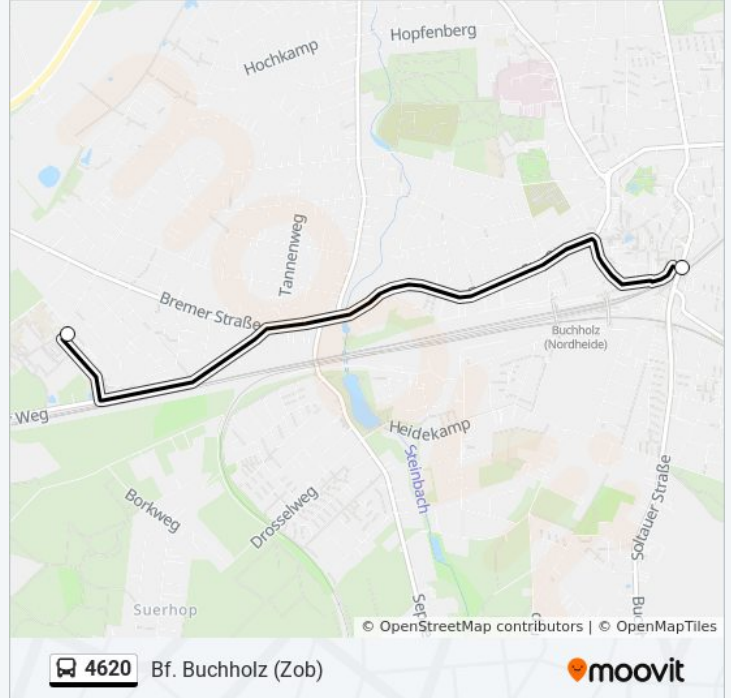 Hopfenberg
Hochkamp
Tannenweg
Bremer Straße
Buchholz
(Nordheide)
Weg
Heidekamp
Steinbach
Soltauer Straße
Drosselweg
Borkweg
Suerhop
© OpenStreetMap contributors | © OpenMapTiles
4620 Bf. Buchholz (Zob)
moovit